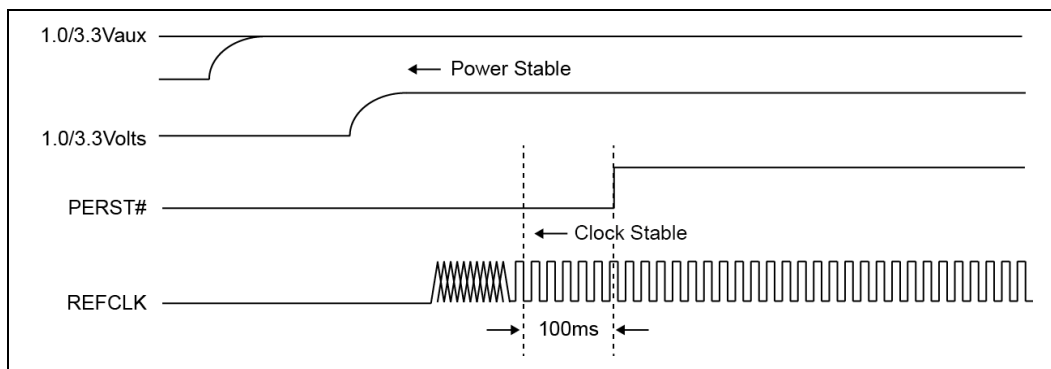 1.0/3.3Vaux
Power Stable
1.0/3.3Volts
PERST#
Clock Stable
REFCLK
100ms